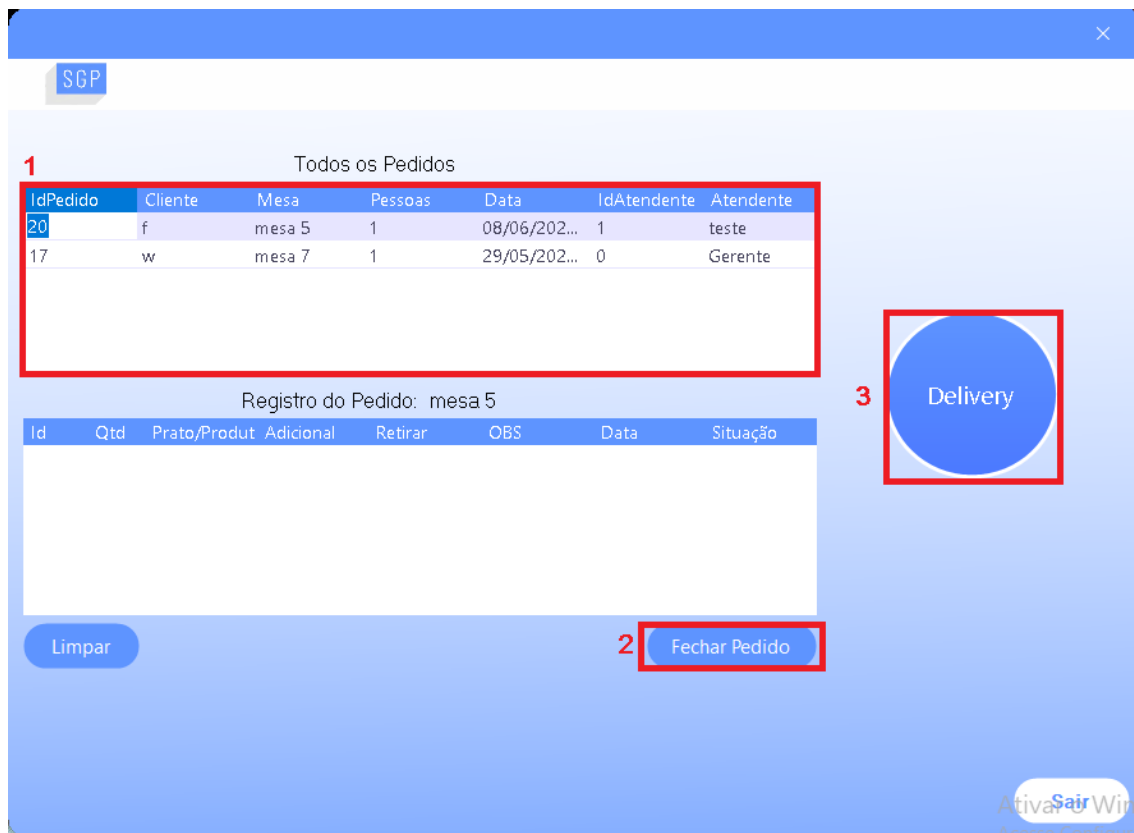 ×
SGP
1
Todos os Pedidos
IdPedido Cliente Mesa Pessoas Data IdAtendente Atendente
20 f mesa 5 1 08/06/202... 1 teste
17 w mesa 7 1 29/05/202... 0 Gerente
3
Delivery
Registro do Pedido: mesa 5
Id Qtd Prato/Produt Adicional Retirar OBS Data Situação
Limpar
2
Fechar Pedido
Sair
Ativar o Win